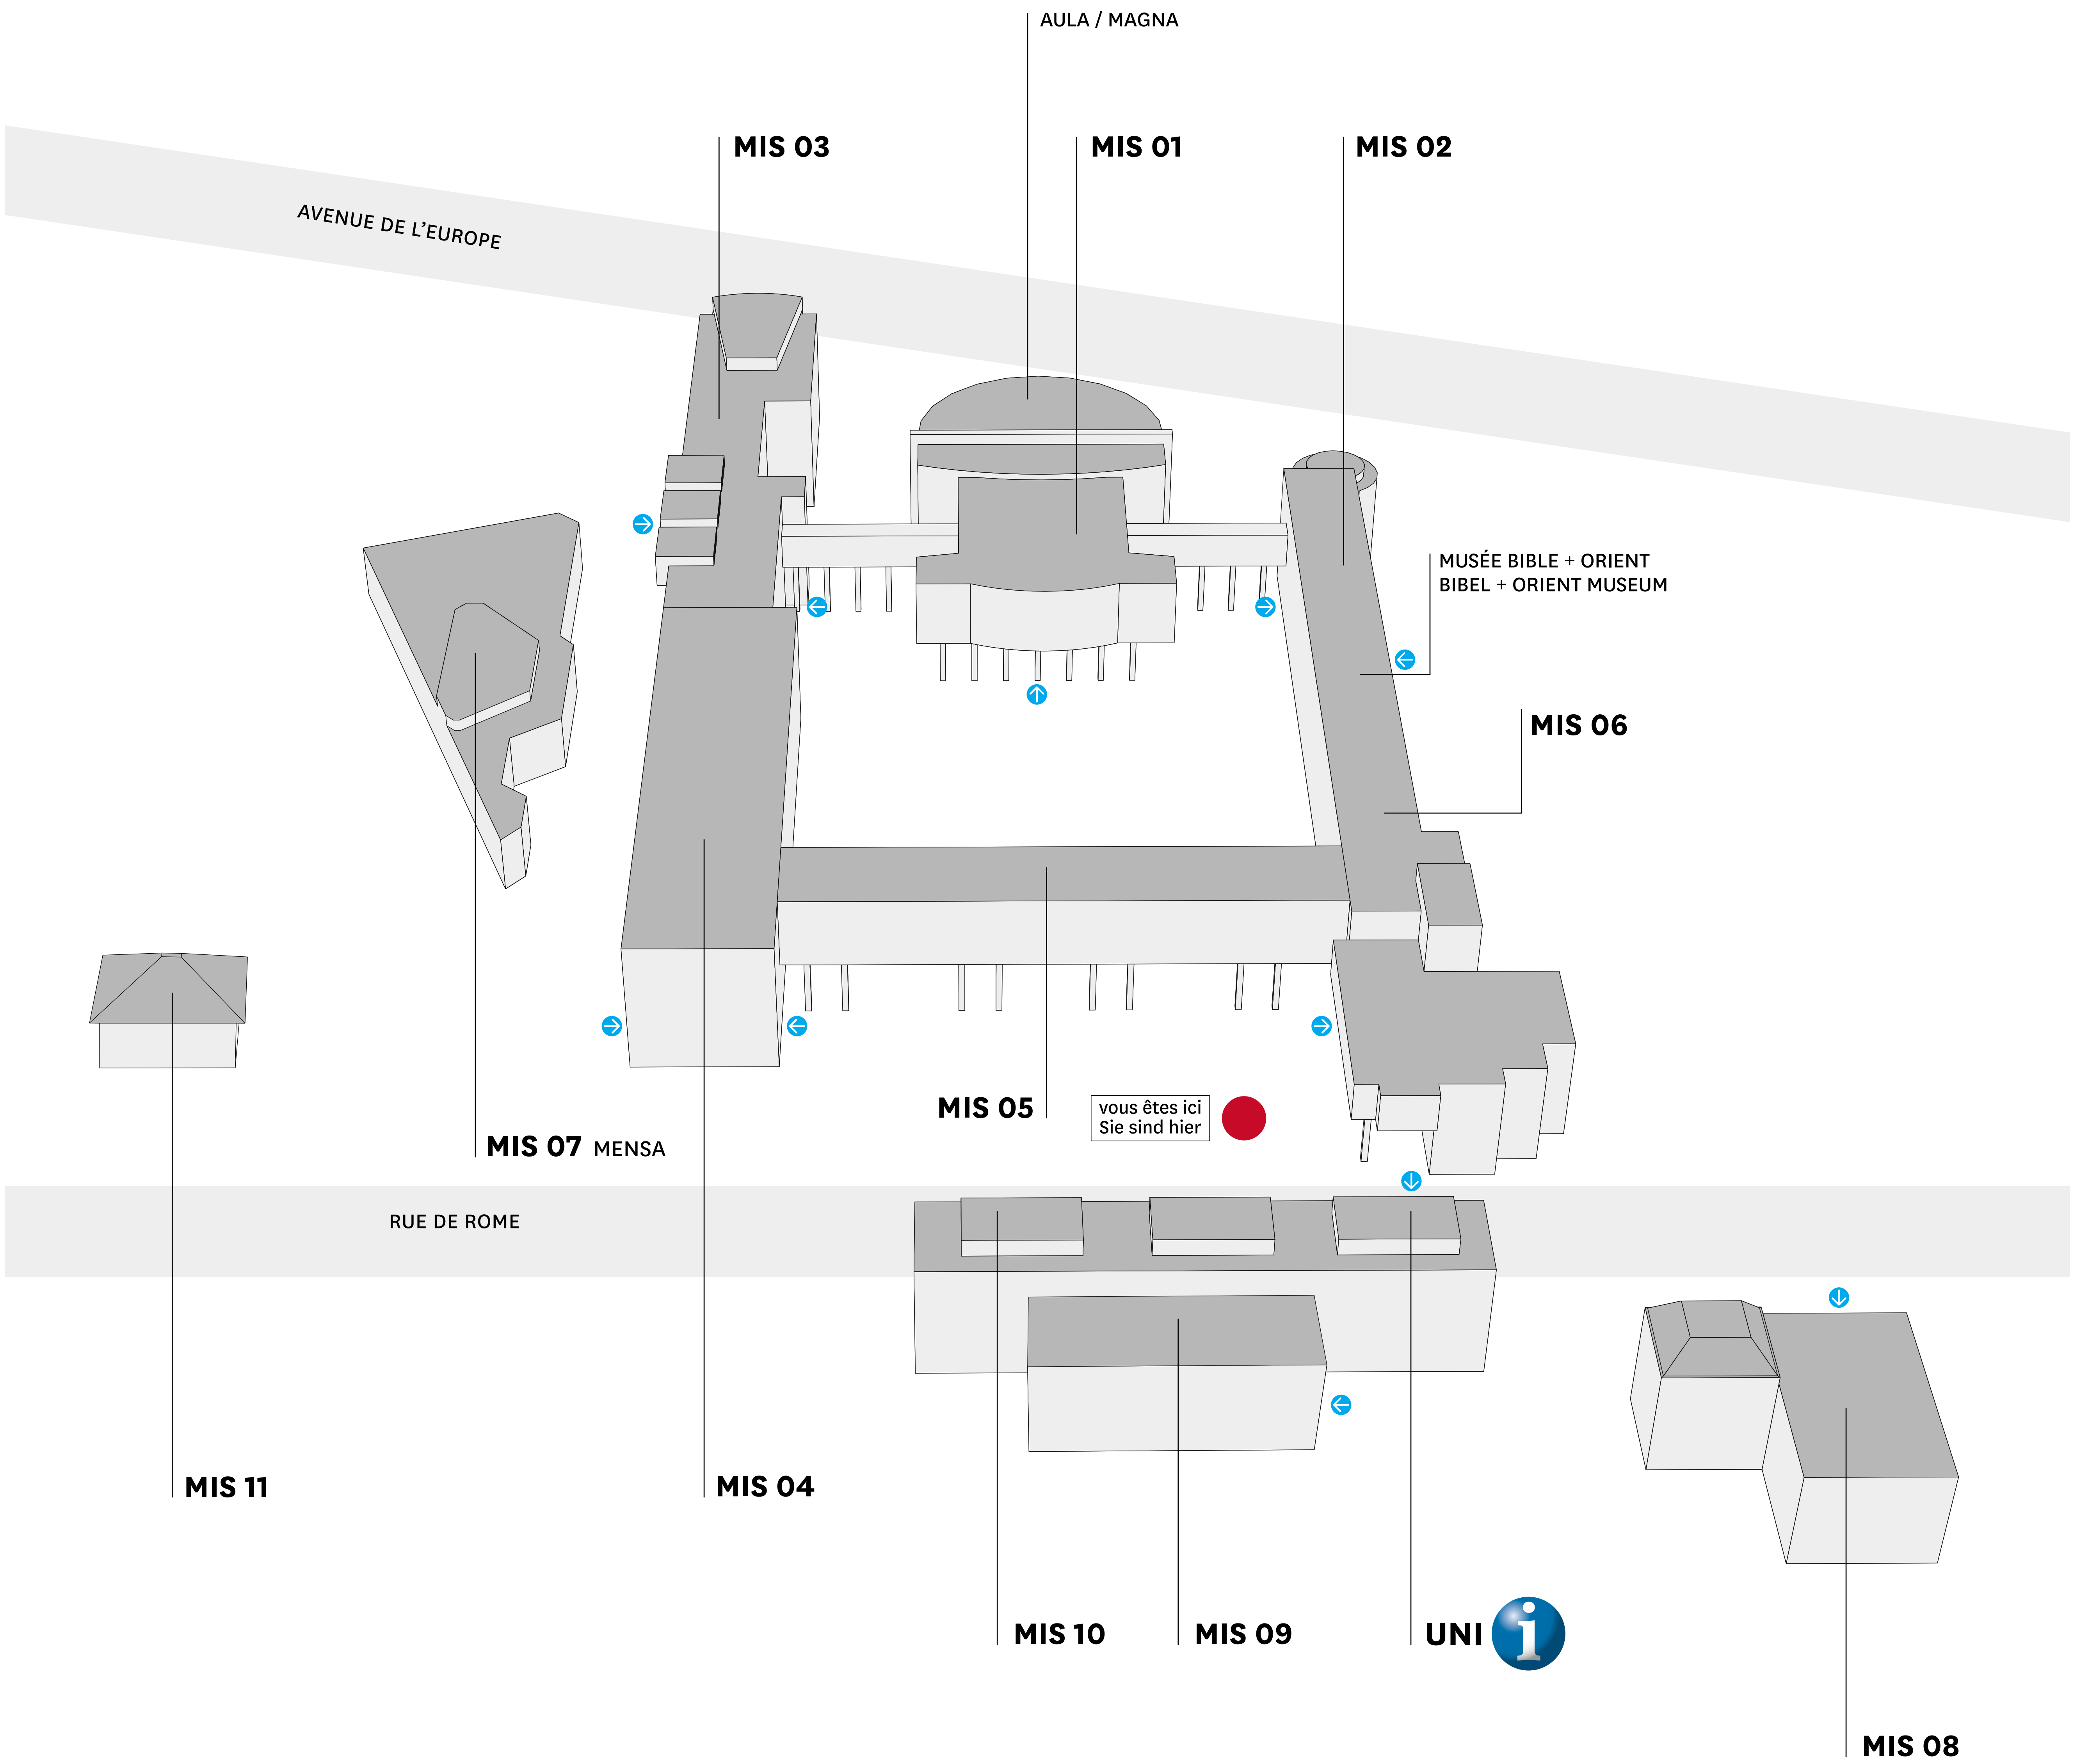 AULA / MAGNA
MIS 03
MIS 01
MIS 02
AVENUE DE L’EUROPE
MUSÉE BIBLE + ORIENT
BIBEL + ORIENT MUSEUM
MIS 06
MIS 05
vous êtes ici
Sie sind hier
MIS 07 MENSA
RUE DE ROME
MIS 11
MIS 04
MIS 10
MIS 09
UNI i
MIS 08